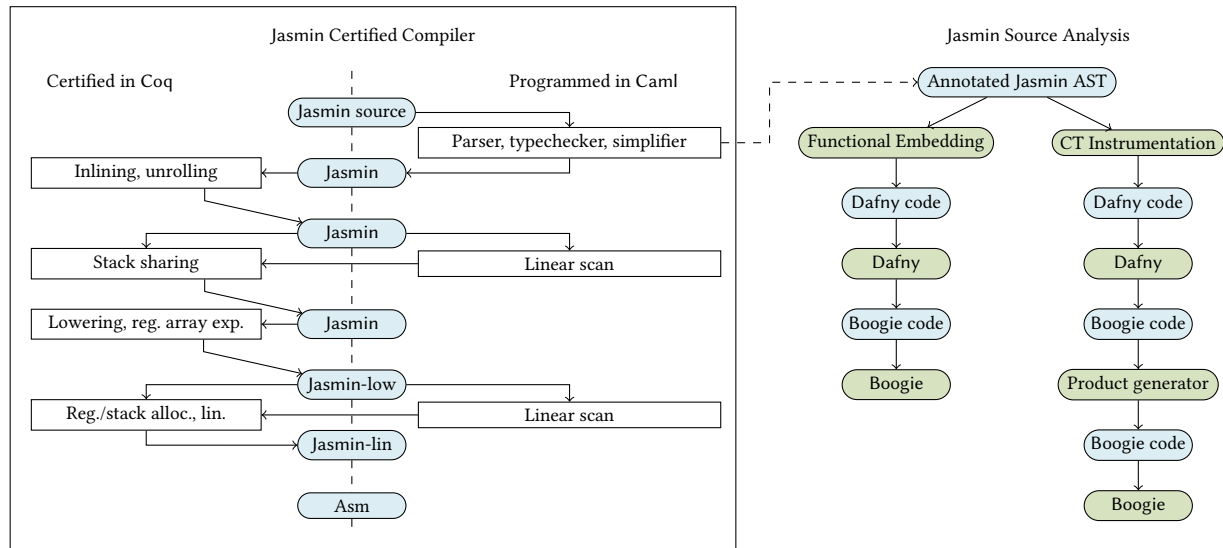 Jasmin Certified Compiler
Certified in Coq
Programmed in Caml
Jasmin source
Parser, typechecker, simplifier
Inlining, unrolling
Jasmin
Jasmin
Stack sharing
Linear scan
Lowering, reg. array exp.
Jasmin
Jasmin-low
Reg./stack alloc., lin.
Linear scan
Jasmin-lin
Asm
Jasmin Source Analysis
Annotated Jasmin AST
Functional Embedding
CT Instrumentation
Dafny code
Dafny code
Dafny
Dafny
Boogie code
Boogie code
Boogie
Product generator
Boogie code
Boogie